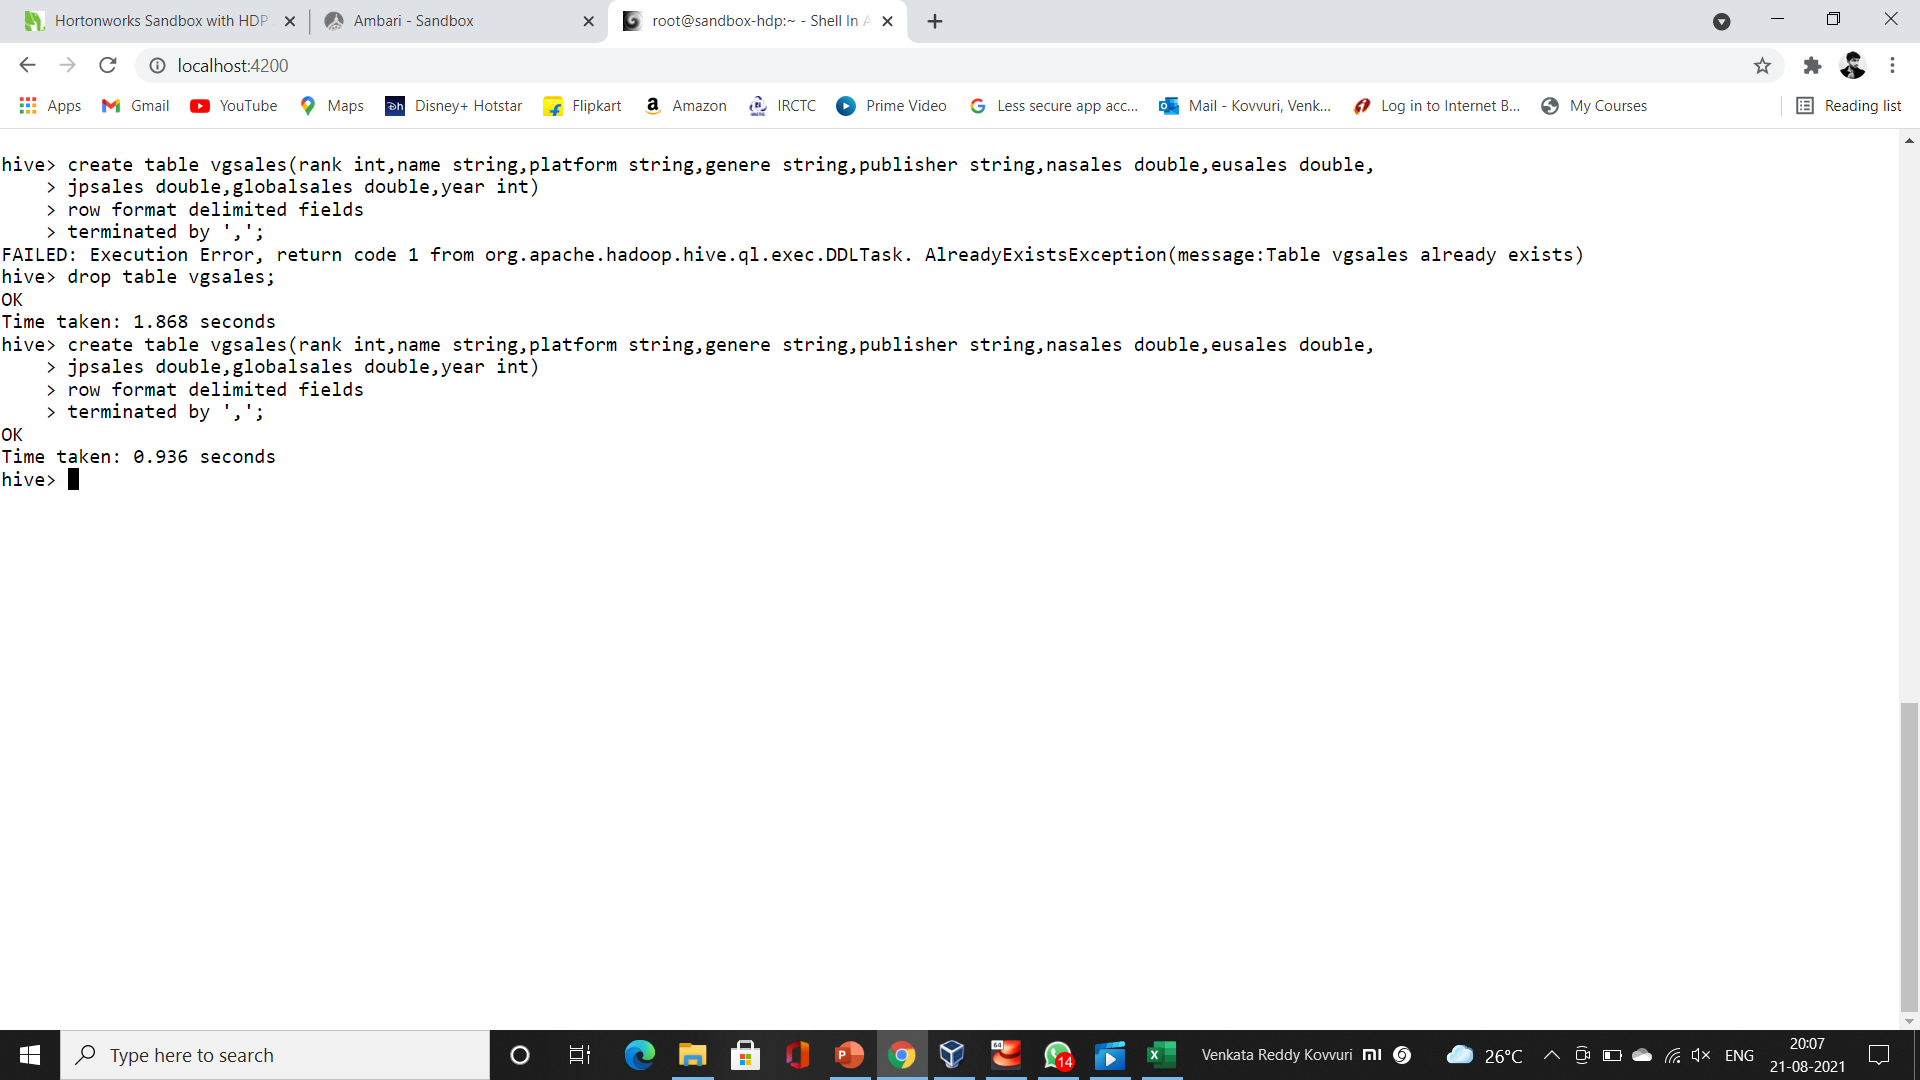 Hortonworks Sandbox with HDP
Ambari - Sandbox
root@sandbox-hdp:~ - Shell In A
localhost:4200
Apps
Gmail
YouTube
Maps
Disney+ Hotstar
Flipkart
Amazon
IRCTC
Prime Video
Less secure app acc...
Mail - Kovvuri, Venk...
Log in to Internet B...
My Courses
Reading list
hive> create table vgsales(rank int,name string,platform string,genere string,publisher string,nasales double,eusales double,
    > jpsales double,globalsales double,year int)
    > row format delimited fields
    > terminated by ',';
FAILED: Execution Error, return code 1 from org.apache.hadoop.hive.ql.exec.DDLTask. AlreadyExistsException(message:Table vgsales already exists)
hive> drop table vgsales;
OK
Time taken: 1.868 seconds
hive> create table vgsales(rank int,name string,platform string,genere string,publisher string,nasales double,eusales double,
    > jpsales double,globalsales double,year int)
    > row format delimited fields
    > terminated by ',';
OK
Time taken: 0.936 seconds
hive>
Type here to search
64
14
Venkata Reddy Kovvuri
26°C
ENG
20:07
21-08-2021